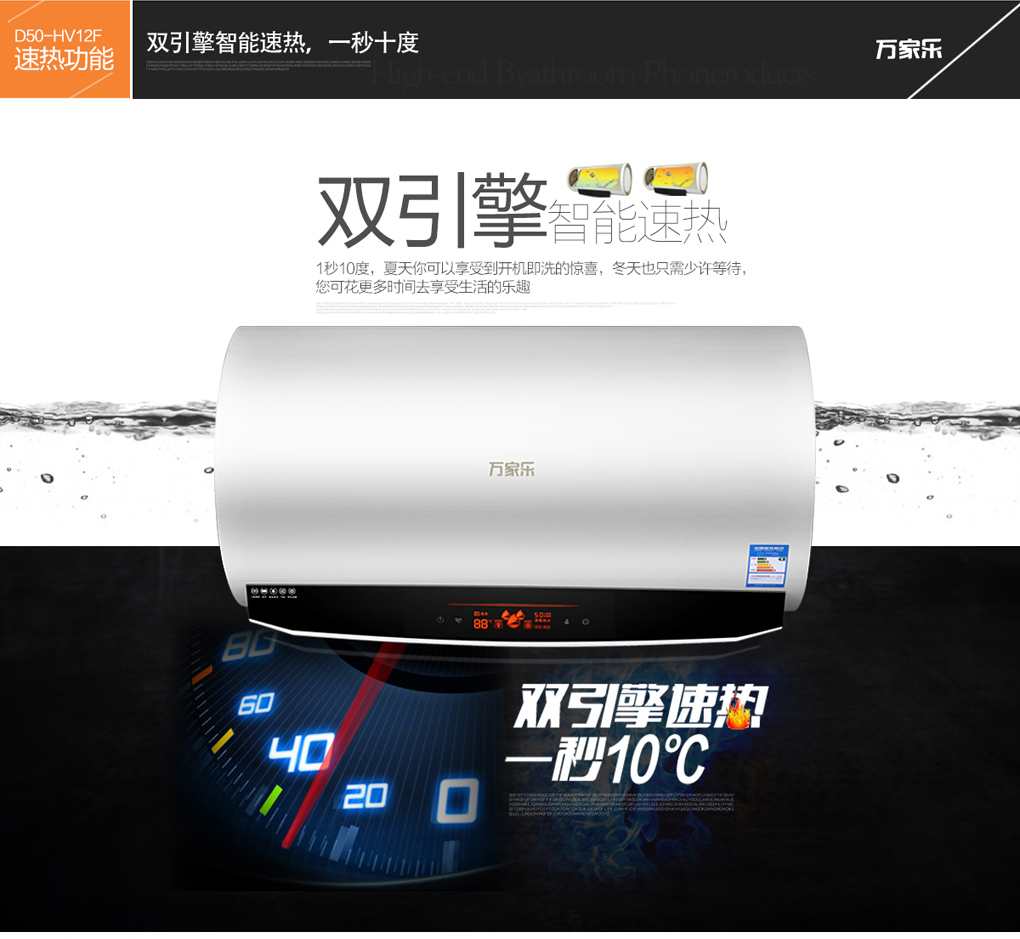 D50-HV12F
速热功能
双引擎智能速热，一秒十度
High-end Byathroom Phoneroducts
万家乐
双引擎智能速热
1秒10度，夏天你可以享受到开机即洗的惊喜，冬天也只需少许等待，
您可花更多时间去享受生活的乐趣
万家乐
88
80
60
40
20
0
双引擎速热
一秒10℃